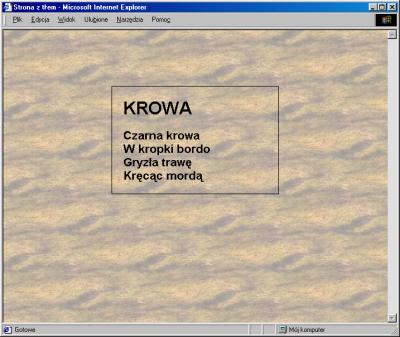 Strona z tłem - Microsoft Internet Explorer
Plik Edycja Widok Ulubione Narzędzia Pomoc
KROWA
Czarna krowa
W kropki bordo
Gryzła trawę
Kręcąc mordą
Gotowe
Mój komputer